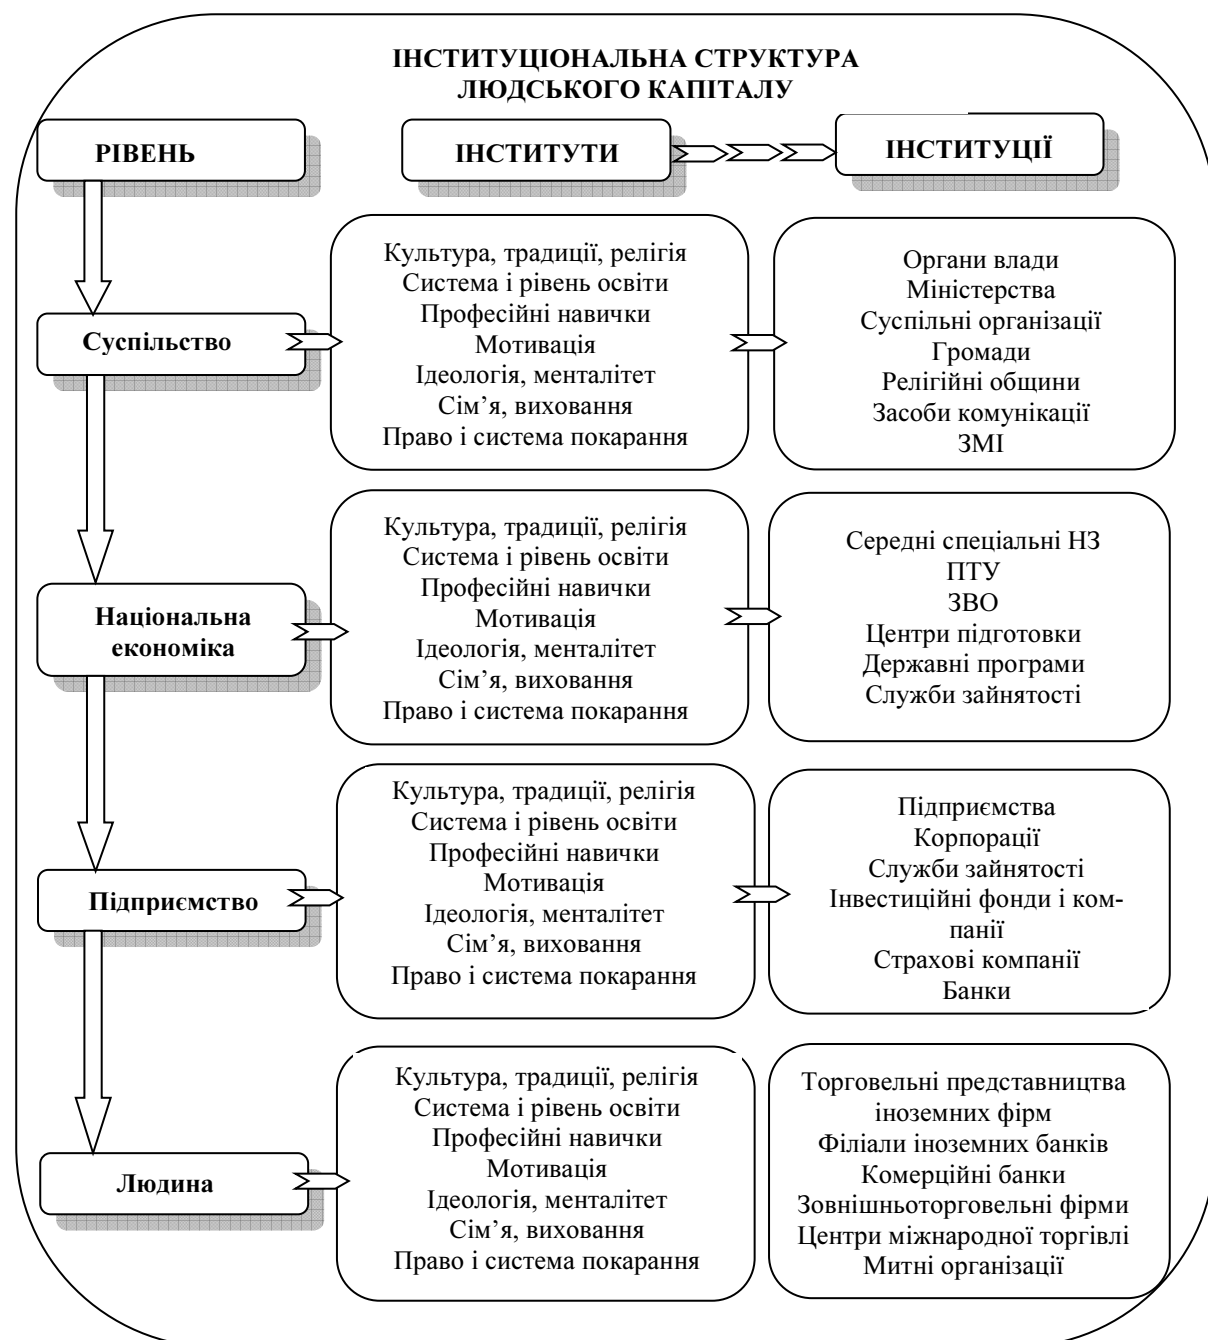 ІНСТИТУЦІОНАЛЬНА СТРУКТУРА
ЛЮДСЬКОГО КАПІТАЛУ
РІВЕНЬ
ІНСТИТУТИ
ІНСТИТУЦІЇ
Суспільство
Культура, традиції, релігія
Система і рівень освіти
Професійні навички
Мотивація
Ідеологія, менталітет
Сім’я, виховання
Право і система покарання
Органи влади
Міністерства
Суспільні організації
Громади
Релігійні общини
Засоби комунікації
ЗМІ
Національна
економіка
Культура, традиції, релігія
Система і рівень освіти
Професійні навички
Мотивація
Ідеологія, менталітет
Сім’я, виховання
Право і система покарання
Середні спеціальні НЗ
ПТУ
ЗВО
Центри підготовки
Державні програми
Служби зайнятості
Підприємство
Культура, традиції, релігія
Система і рівень освіти
Професійні навички
Мотивація
Ідеологія, менталітет
Сім’я, виховання
Право і система покарання
Підприємства
Корпорації
Служби зайнятості
Інвестиційні фонди і ком-
панії
Страхові компанії
Банки
Людина
Культура, традиції, релігія
Система і рівень освіти
Професійні навички
Мотивація
Ідеологія, менталітет
Сім’я, виховання
Право і система покарання
Торговельні представництва
іноземних фірм
Філіали іноземних банків
Комерційні банки
Зовнішньоторговельні фірми
Центри міжнародної торгівлі
Митні організації